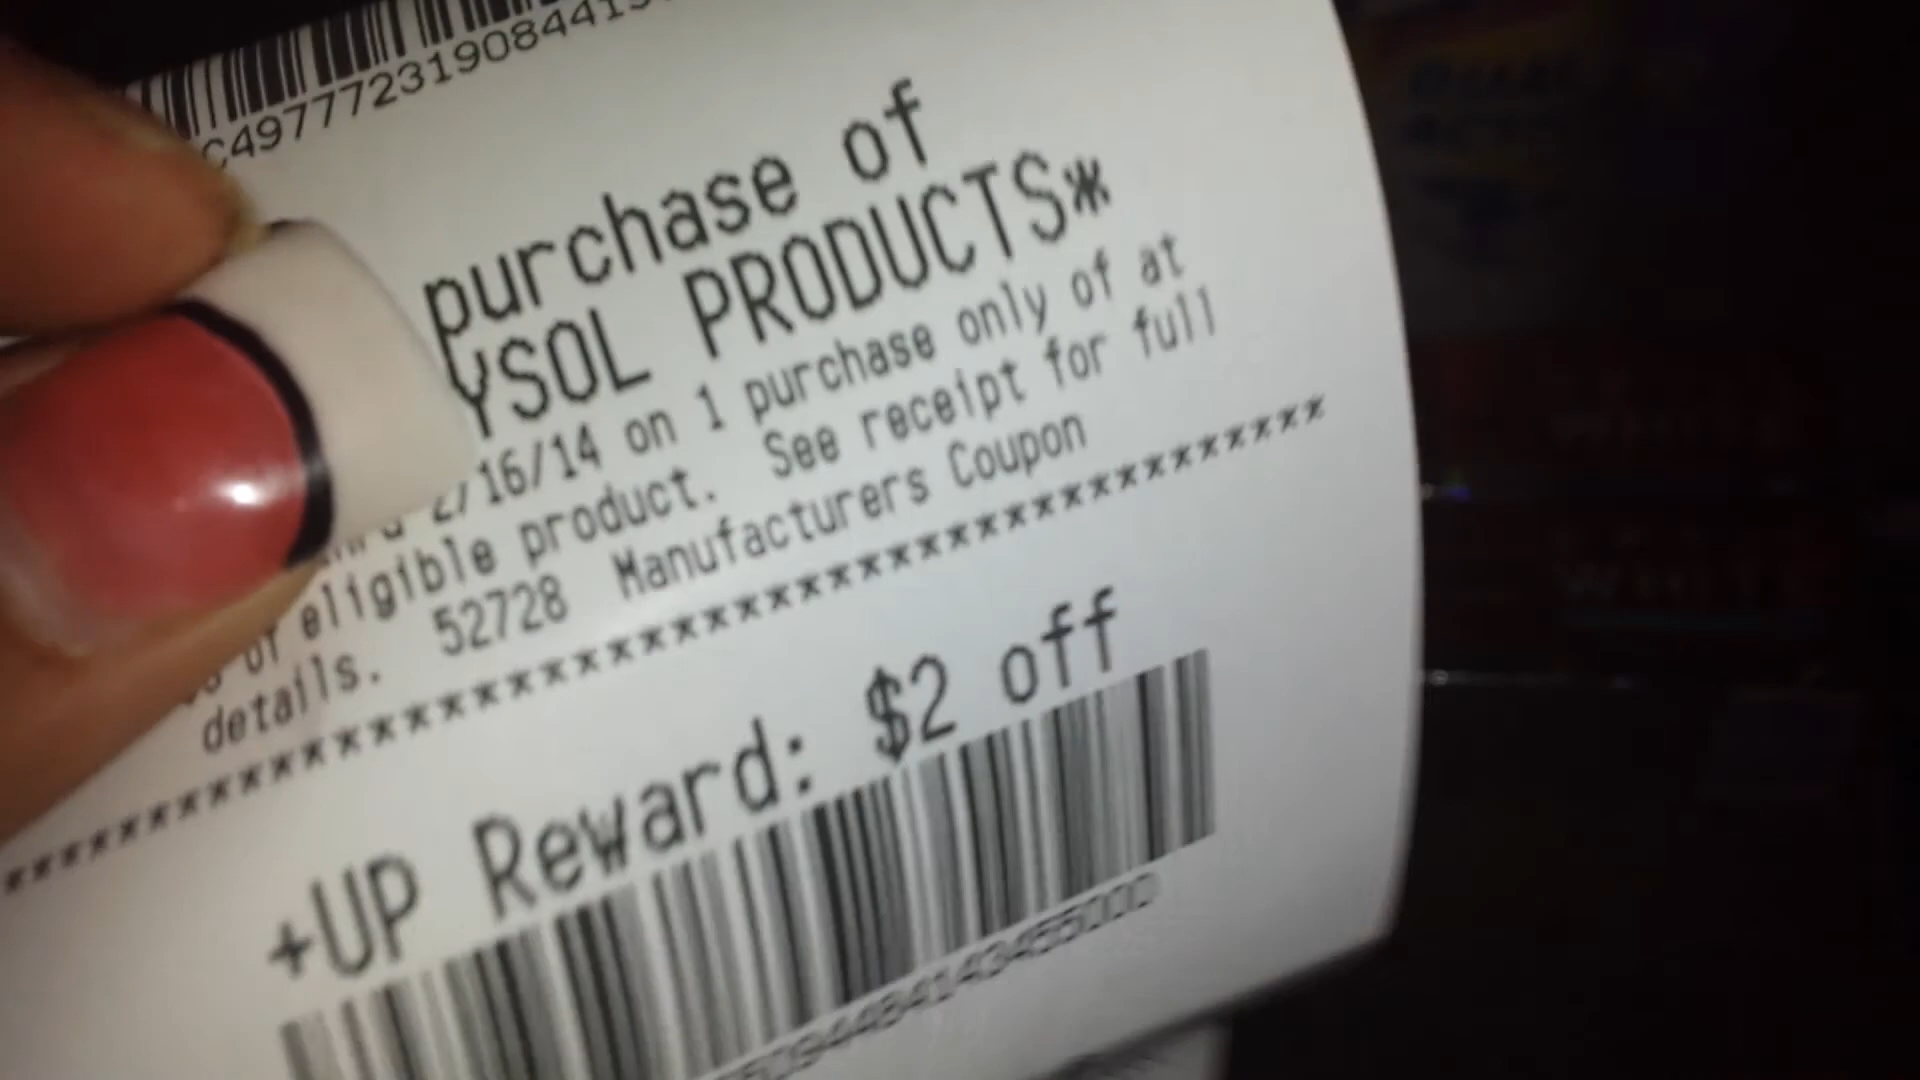 purchase of
YSOL PRODUCTS*
2/16/14 on 1 purchase only of at
of eligible product. See receipt for full
details. 52728 Manufacturers Coupon
+UP Reward: $2 off